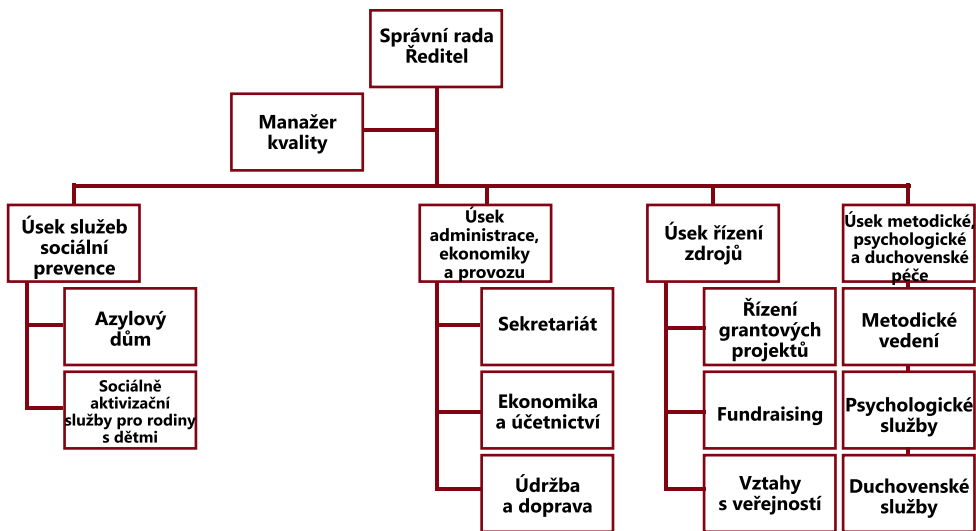 Správní rada
Ředitel
Manažer
kvality
Úsek služeb
sociální
prevence
Azylový
dům
Sociálně
aktivizační
služby pro rodiny
s dětmi
Úsek
administrace,
ekonomiky
a provozu
Sekretariát
Ekonomika
a účetnictví
Údržba
a doprava
Úsek řízení
zdrojů
Řízení
grantových
projektů
Fundraising
Vztahy
s veřejností
Úsek metodické,
psychologické
a duchovenské
péče
Metodické
vedení
Psychologické
služby
Duchovenské
služby